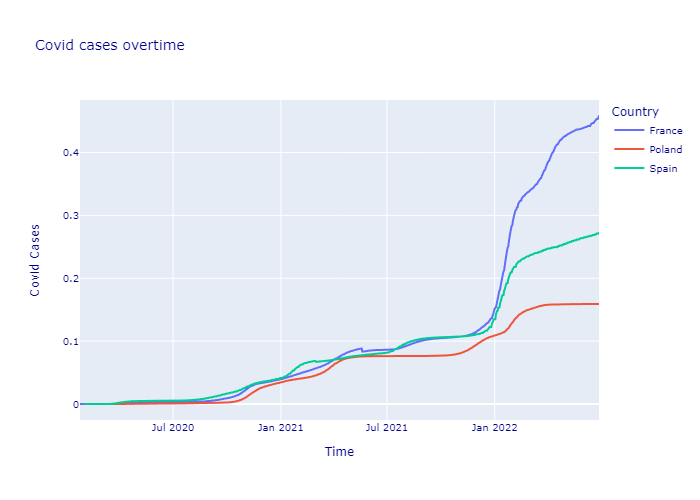 Covid cases overtime
Country
France
Poland
Spain
Covid Cases
0.4
0.3
0.2
0.1
0
Jul 2020
Jan 2021
Jul 2021
Jan 2022
Time